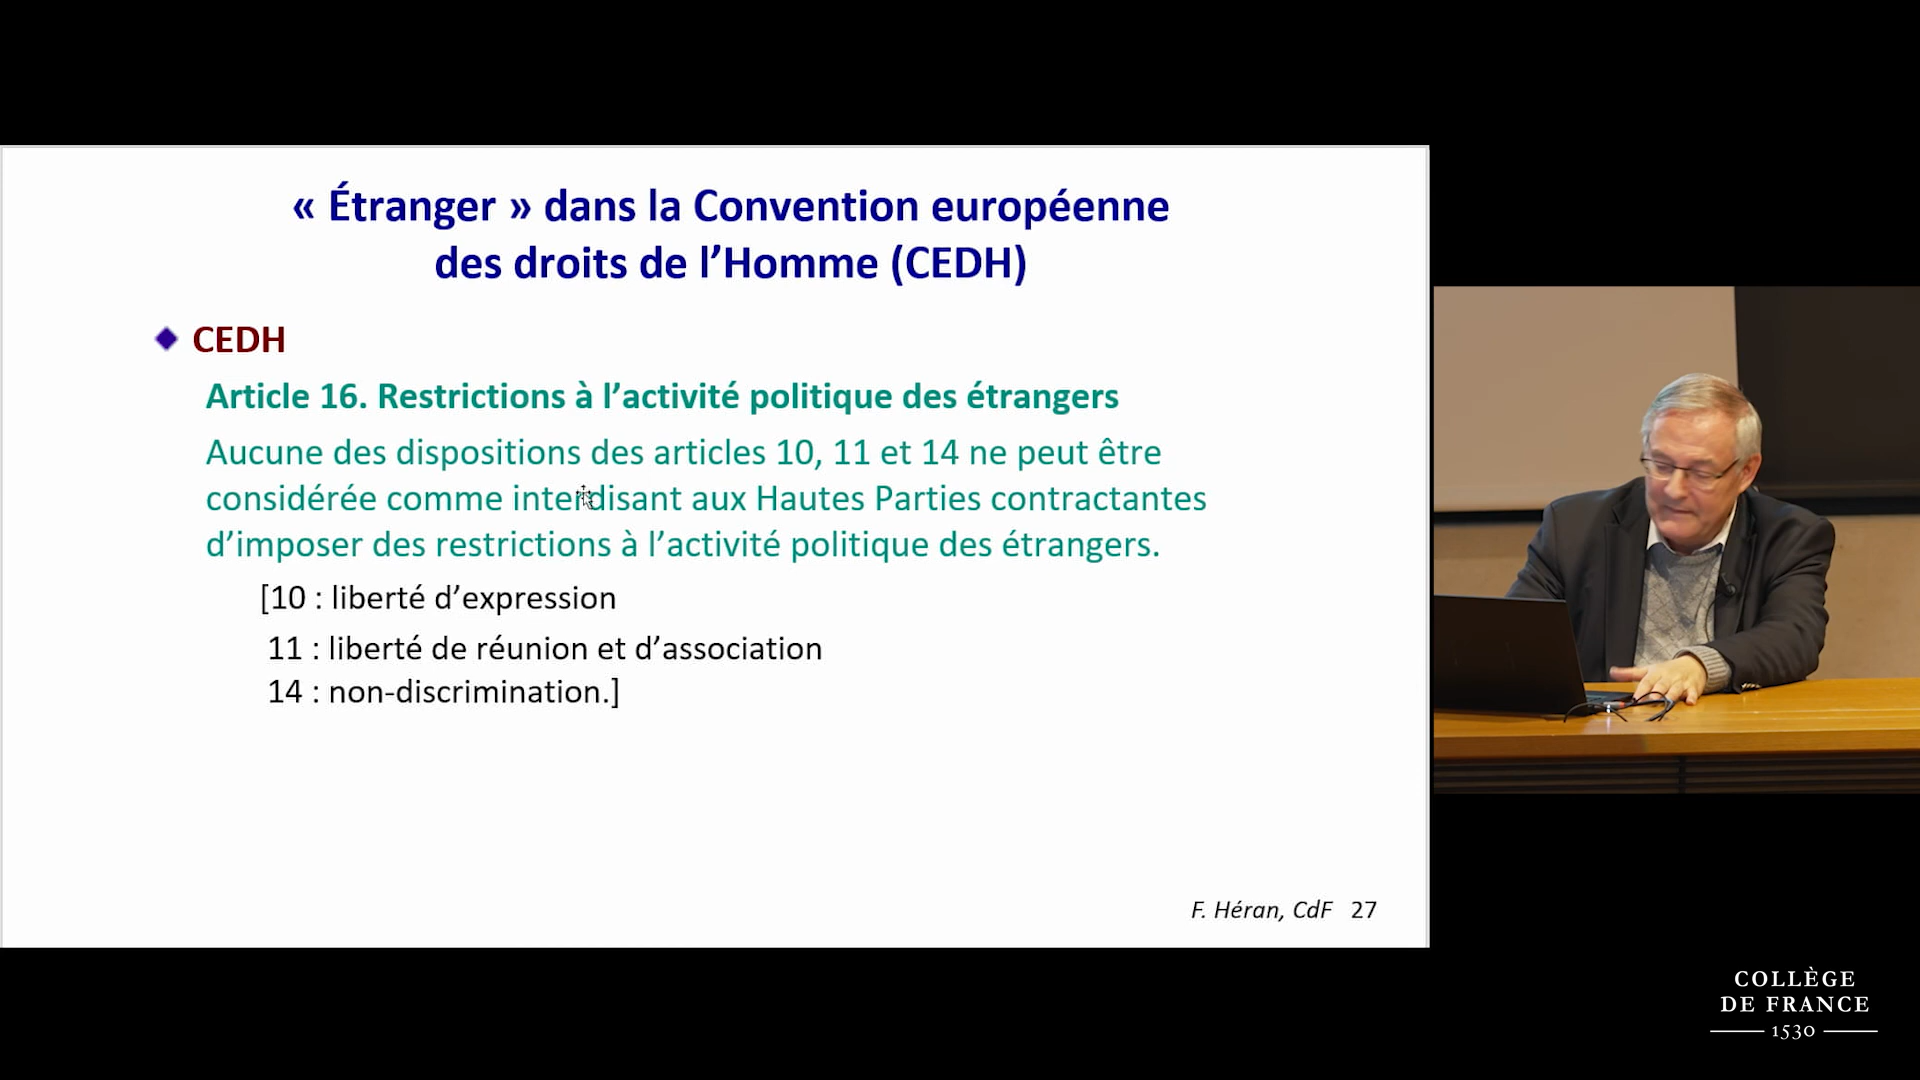 « Étranger » dans la Convention européenne
des droits de l’Homme (CEDH)
CEDH
Article 16. Restrictions à l’activité politique des étrangers
Aucune des dispositions des articles 10, 11 et 14 ne peut être
considérée comme interdisant aux Hautes Parties contractantes
d’imposer des restrictions à l’activité politique des étrangers.
[10 : liberté d’expression
11 : liberté de réunion et d’association
14 : non-discrimination.]
F. Héran, CdF 27
COLLÈGE
DE FRANCE
1530